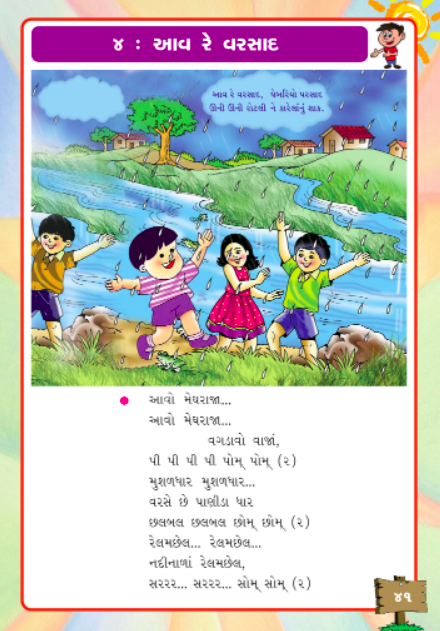 ૪ : આવ રે વરસાદ
આવ રે વરસાદ, ઘેબરિયો પરસાદ
ઊની ઊની રોટલી ને કારેલાંનું શાક.
આવો મેઘરાજા...
આવો મેઘરાજા...
વગડાવો વાજાં,
પી પી પી પી પોમ્ પોમ્ (૨)
મુશળધાર મુશળધાર...
વરસે છે પાણીડા ધાર
છલબલ છલબલ છોમ્ છોમ્ (૨)
રેલમછેલ... રેલમછેલ...
નદીનાળાં રેલમછેલ,
સરરર... સરરર... સોમ્ સોમ્ (૨)
૪૧